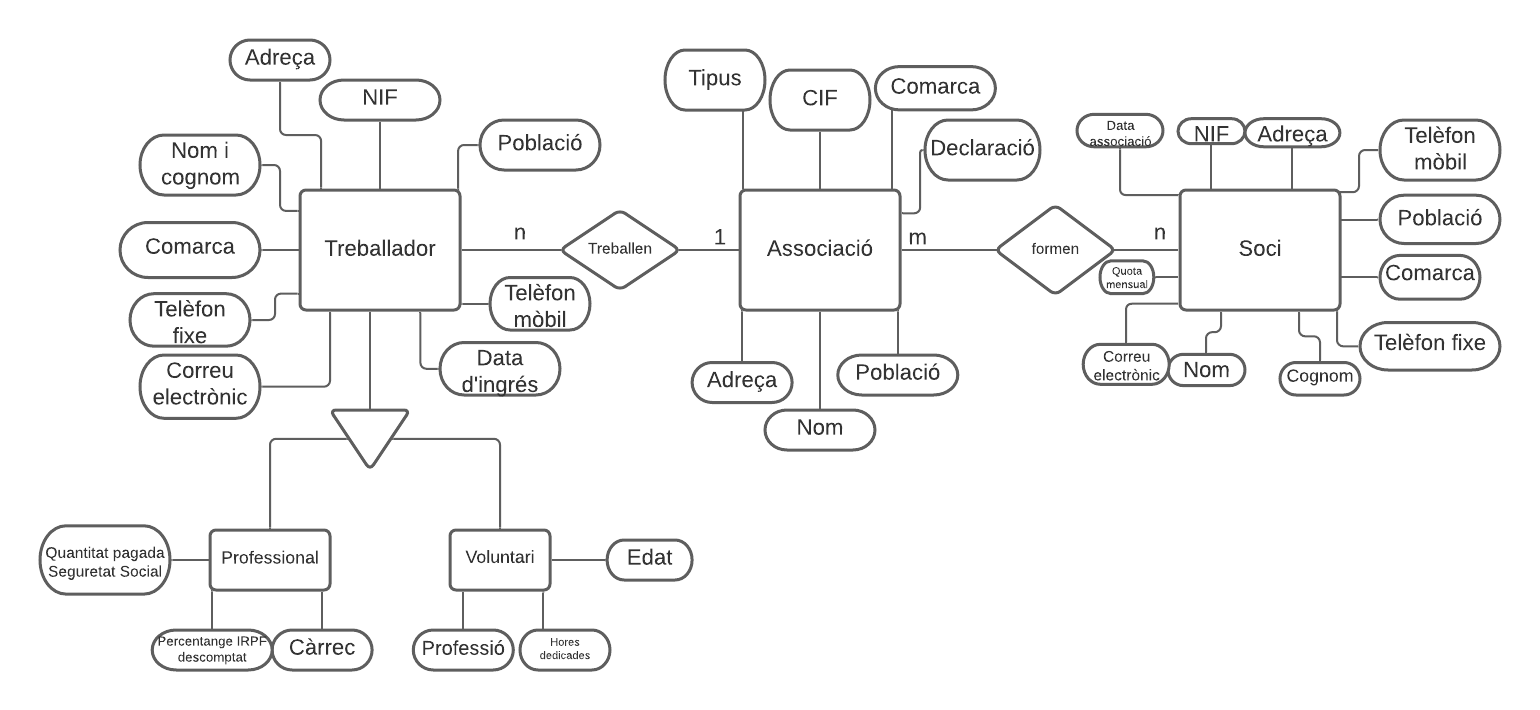 Adreça
NIF
Població
Nom i
cognom
Comarca
Treballador
Telèfon
fixe
Correu
electrònic
Telèfon
mòbil
Data
d'ingrés
n
Treballen
1
Tipus
CIF
Comarca
Declaració
Associació
m
Adreça
Nom
Població
formen
n
Data
associació
NIF
Adreça
Telèfon
mòbil
Població
Soci
Comarca
Quota
mensual
Telèfon fixe
Correu
electrònic
Nom
Cognom
Quantitat pagada
Seguretat Social
Professional
Percentange IRPF
descomptat
Càrrec
Voluntari
Edat
Professió
Hores
dedicades